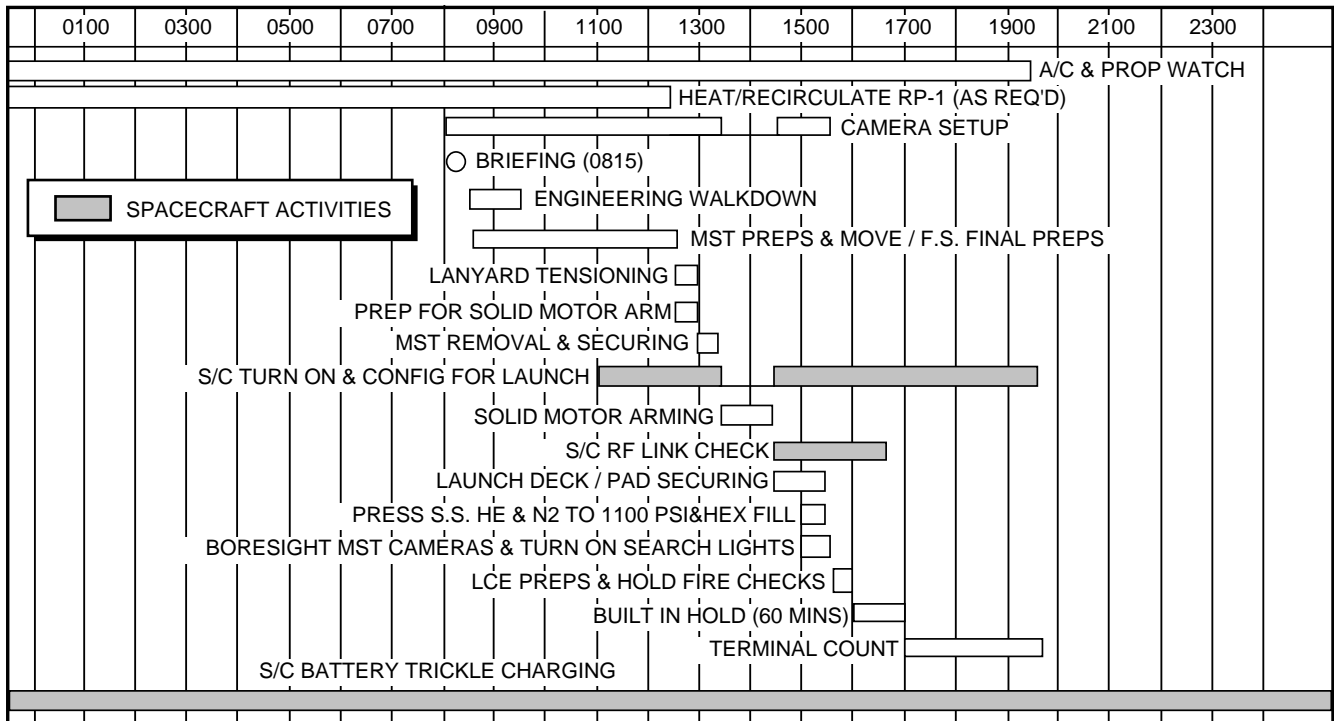 0100 0300 0500 0700 0900 1100 1300 1500 1700 1900 2100 2300
A/C & PROP WATCH
HEAT/RECIRCULATE RP-1 (AS REQ'D)
CAMERA SETUP
BRIEFING (0815)
SPACECRAFT ACTIVITIES
ENGINEERING WALKDOWN
MST PREPS & MOVE / F.S. FINAL PREPS
LANYARD TENSIONING
PREP FOR SOLID MOTOR ARM
MST REMOVAL & SECURING
S/C TURN ON & CONFIG FOR LAUNCH
SOLID MOTOR ARMING
S/C RF LINK CHECK
LAUNCH DECK / PAD SECURING
PRESS S.S. HE & N2 TO 1100 PSI&HEX FILL
BORESIGHT MST CAMERAS & TURN ON SEARCH LIGHTS
LCE PREPS & HOLD FIRE CHECKS
BUILT IN HOLD (60 MINS)
TERMINAL COUNT
S/C BATTERY TRICKLE CHARGING